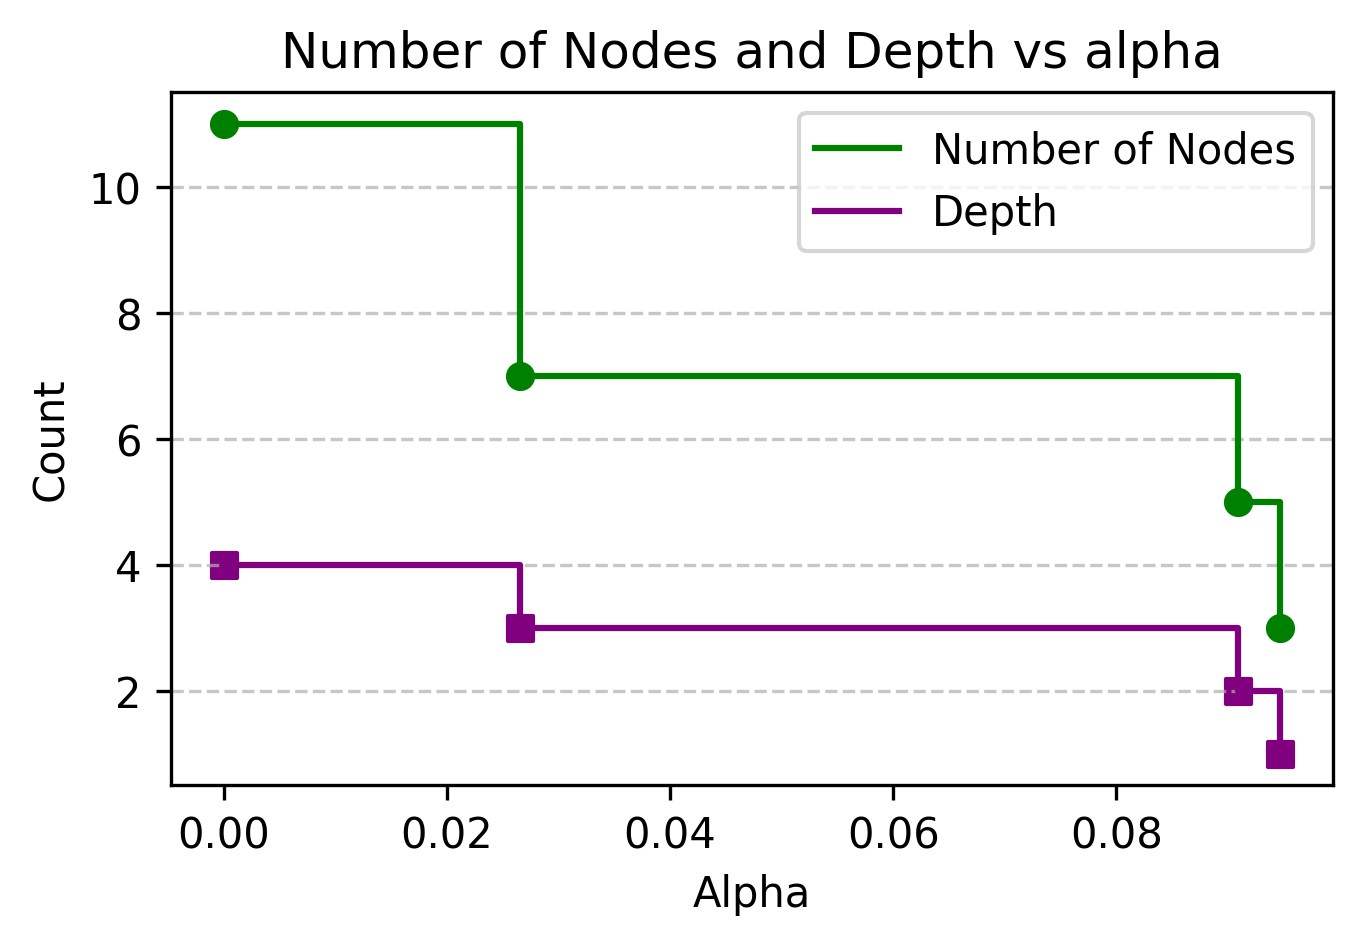 Number of Nodes and Depth vs alpha
Number of Nodes
Depth
10
8
6
4
2
Count
0.00 0.02 0.04 0.06 0.08
Alpha